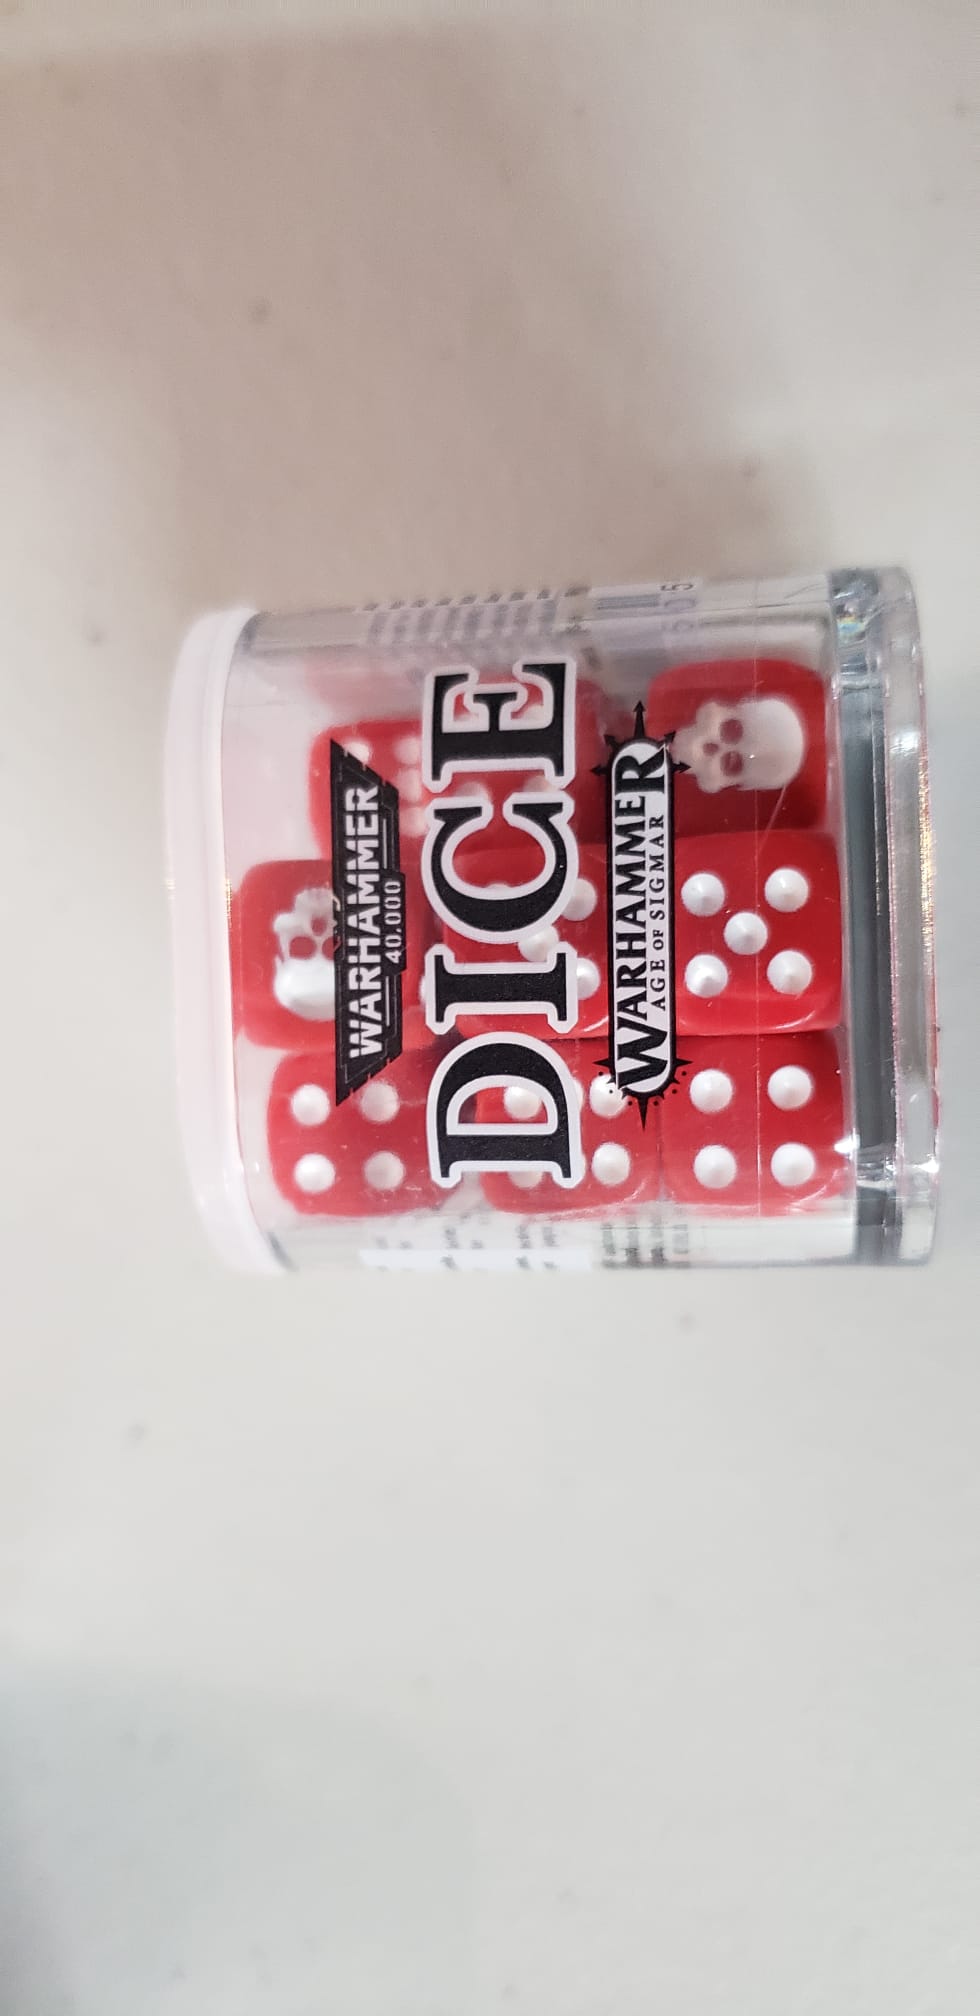 WARHAMMER
40,000
DICE
WARHAMMER
AGE OF SIGMAR